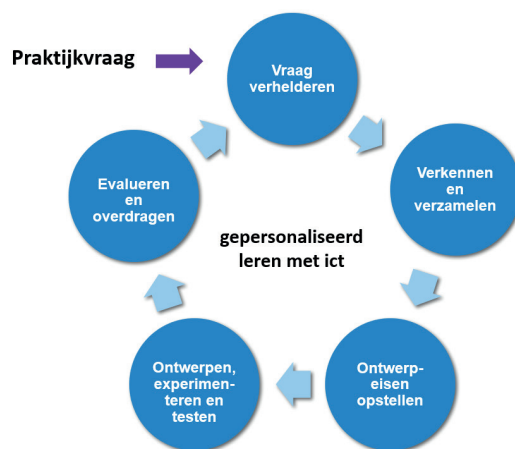 Praktijkvraag
Vraag
verhelderen
Verkennen
en
verzamelen
Ontwerp-
eisen
opstellen
Ontwerpen,
experimen-
teren en
testen
Evalueren
en
overdragen
gepersonaliseerd
leren met ict